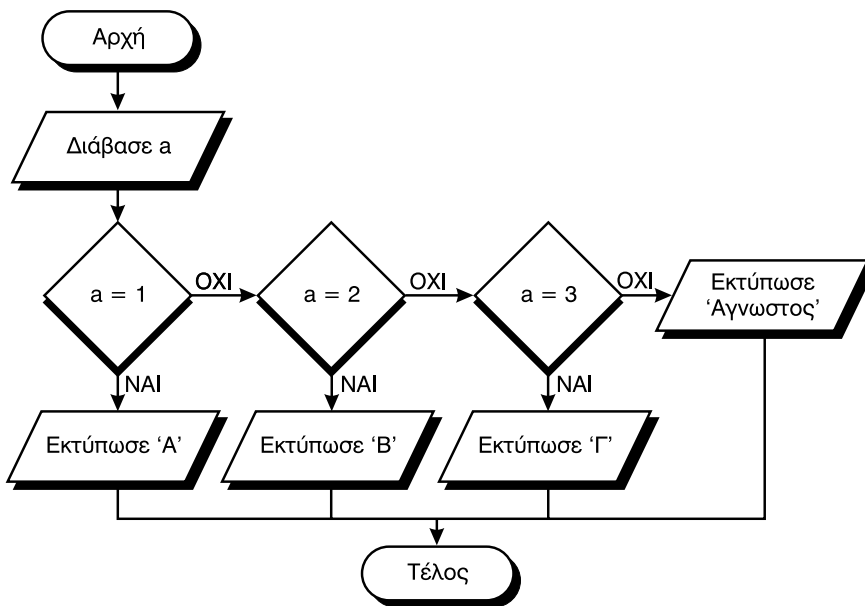 Αρχή
Διάβασε a
a = 1
ΟΧΙ
a = 2
ΟΧΙ
a = 3
ΟΧΙ
Εκτύπωσε
‘Αγνωστος’
ΝΑΙ
ΝΑΙ
ΝΑΙ
Εκτύπωσε ‘Α’
Εκτύπωσε ‘Β’
Εκτύπωσε ‘Γ’
Τέλος